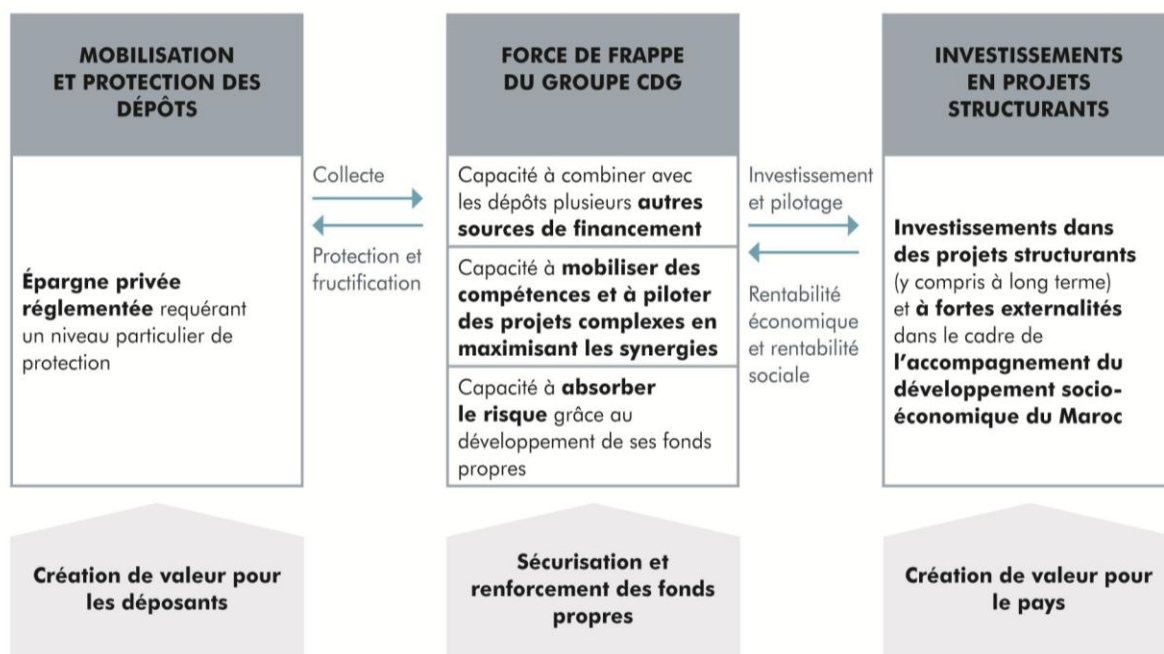 MOBILISATION
ET PROTECTION DES
DÉPÔTS
Épargne privée
réglementée requérant
un niveau particulier de
protection
Collecte
Protection et
fructification
FORCE DE FRAPPE
DU GROUPE CDG
Capacité à combiner avec
les dépôts plusieurs autres
sources de financement
Capacité à mobiliser des
compétences et à piloter
des projets complexes en
maximisant les synergies
Capacité à absorber
le risque grâce au
développement de ses fonds
propres
Investissement
et pilotage
Rentabilité
économique
et rentabilité
sociale
INVESTISSEMENTS
EN PROJETS
STRUCTURANTS
Investissements dans
des projets structurants
(y compris à long terme)
et à fortes externalités
dans le cadre de
l’accompagnement du
développement socio-
économique du Maroc
Création de valeur pour
les déposants
Sécurisation et
renforcement des fonds
propres
Création de valeur pour
le pays